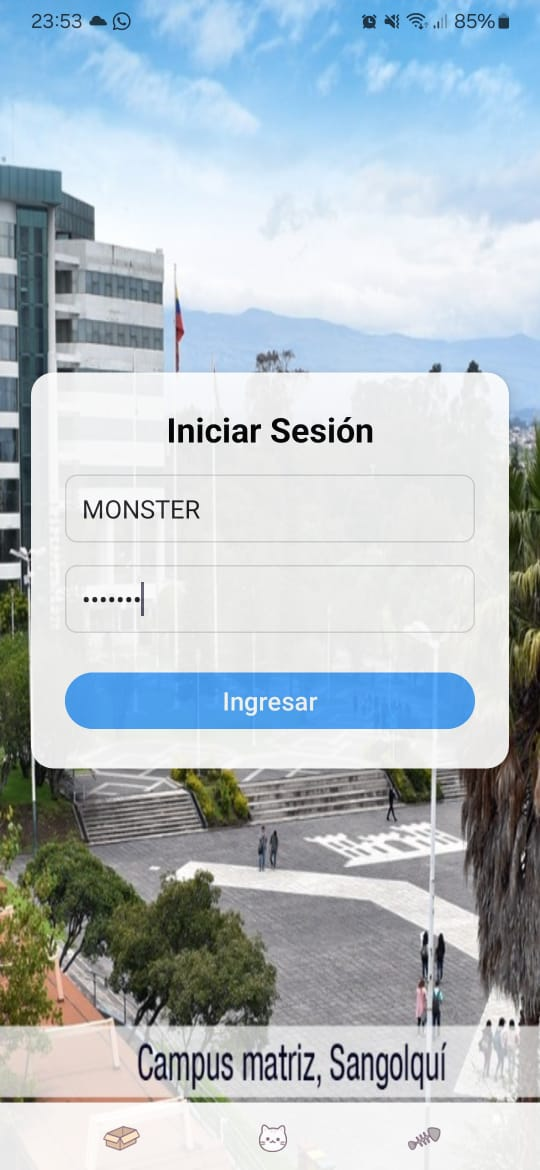 23:53 85%
Iniciar Sesión
MONSTER
•••••••
Ingresar
Campus matriz, Sangolquí